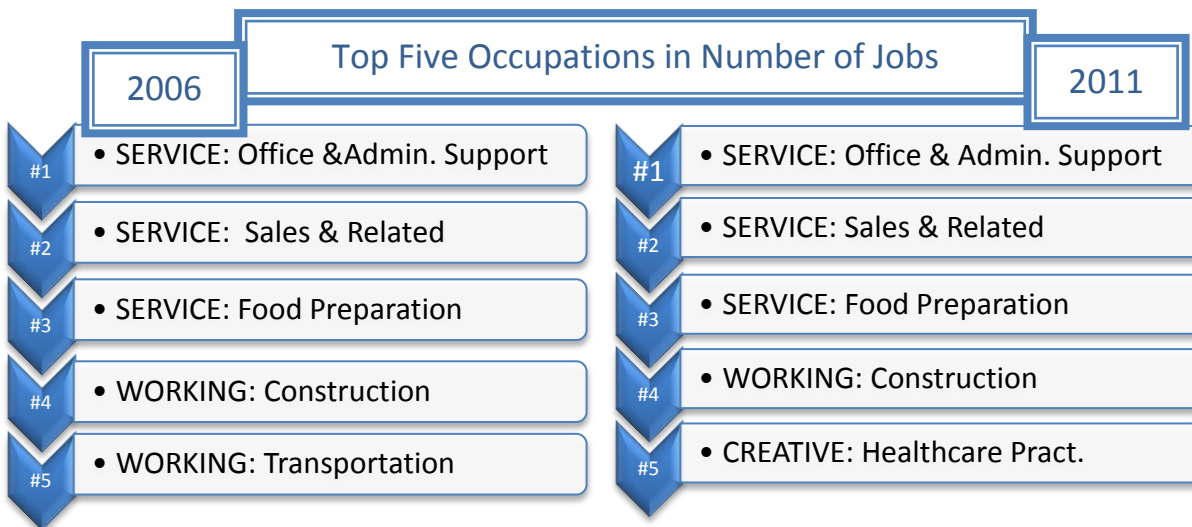 Top Five Occupations in Number of Jobs
2006
#1 • SERVICE: Office &Admin. Support
#2 • SERVICE:  Sales & Related
#3 • SERVICE: Food Preparation
#4 • WORKING: Construction
#5 • WORKING: Transportation
2011
#1 • SERVICE: Office & Admin. Support
#2 • SERVICE: Sales & Related
#3 • SERVICE: Food Preparation
#4 • WORKING: Construction
#5 • CREATIVE: Healthcare Pract.